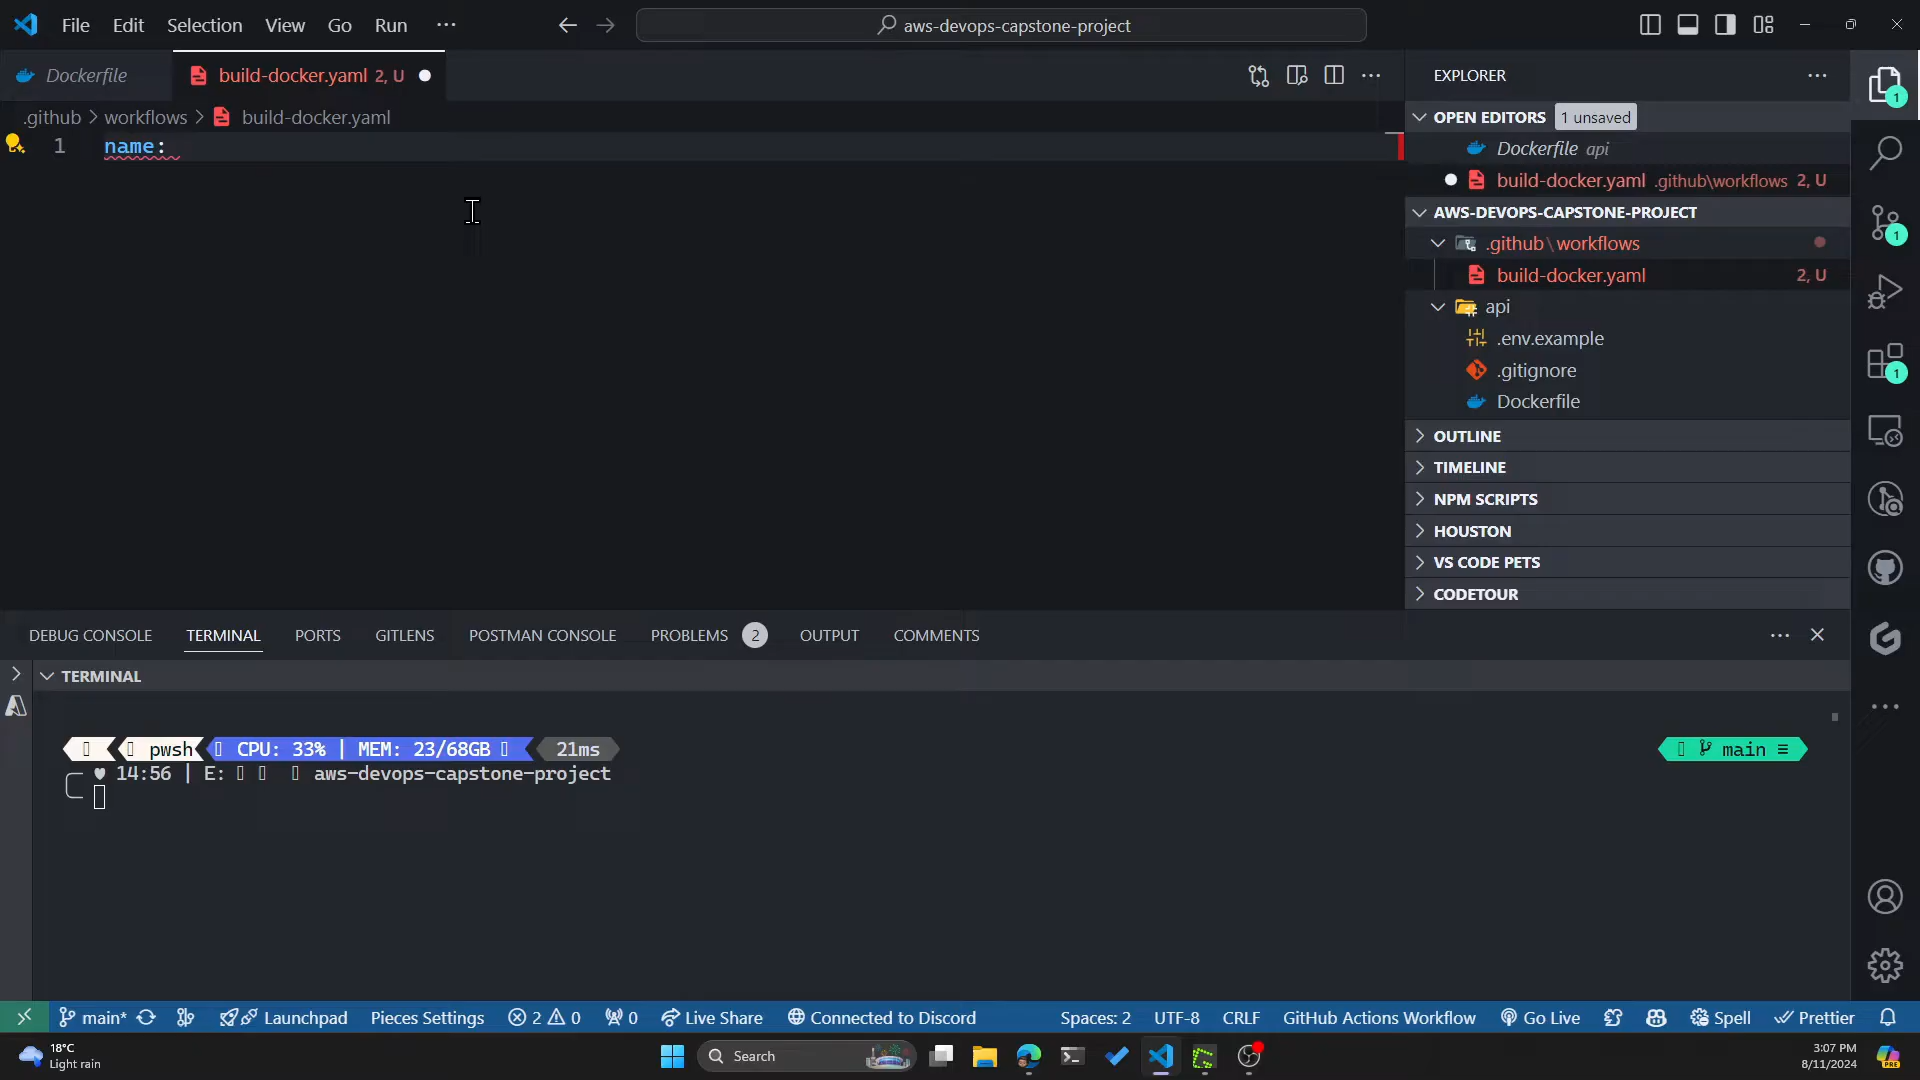 File Edit Selection View Go Run ···
aws-devops-capstone-project
Dockerfile
build-docker.yaml 2, U
.github > workflows > build-docker.yaml
1 name:
EXPLORER
OPEN EDITORS 1 unsaved
Dockerfile api
build-docker.yaml .github\workflows 2, U
AWS-DEVOPS-CAPSTONE-PROJECT
.github\workflows
build-docker.yaml 2, U
api
.env.example
.gitignore
Dockerfile
OUTLINE
TIMELINE
NPM SCRIPTS
HOUSTON
VS CODE PETS
CODETOUR
1
1
1
DEBUG CONSOLE TERMINAL PORTS GITLENS POSTMAN CONSOLE PROBLEMS 2 OUTPUT COMMENTS
TERMINAL
pwsh CPU: 33% | MEM: 23/68GB 21ms
main ≡
♥ 14:56 | E: aws-devops-capstone-project
main* Launchpad Pieces Settings 2 0 0 Live Share Connected to Discord
Spaces: 2 UTF-8 CRLF GitHub Actions Workflow Go Live Spell Prettier
18°C
Light rain
Search
3:07 PM
8/11/2024
PRE